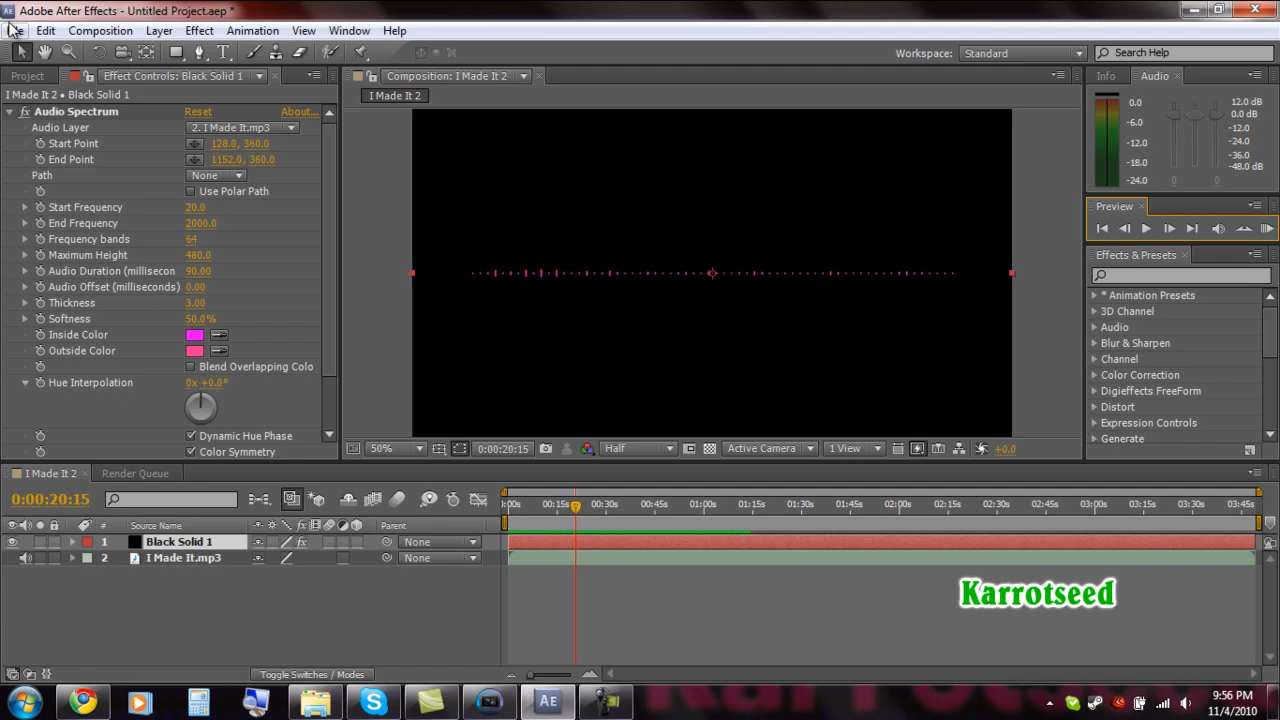 Adobe After Effects - Untitled Project.aep *
Edit Composition Layer Effect Animation View Window Help
Workspace: Standard Search Help
Project Effect Controls: Black Solid 1 Composition: I Made It 2 Info Audio
I Made It 2 • Black Solid 1 I Made It 2
Audio Spectrum Reset About...
Audio Layer 2. I Made It.mp3
Start Point 128.0, 360.0
End Point 1152.0, 360.0
Path None
Use Polar Path
Start Frequency 20.0
End Frequency 2000.0
Frequency bands 64
Maximum Height 480.0
Audio Duration (millisecon 90.00
Audio Offset (milliseconds) 0.00
Thickness 3.00
Softness 50.0%
Inside Color
Outside Color
Blend Overlapping Colo
Hue Interpolation 0x +0.0°
Dynamic Hue Phase
Color Symmetry
50% 0:00:20:15 Half Active Camera 1 View +0.0
0.0
-6.0
-12.0
-18.0
-24.0
12.0 dB
0.0 dB
-12.0
-24.0
-36.0
-48.0 dB
0 0
Preview
Effects & Presets
* Animation Presets
3D Channel
Audio
Blur & Sharpen
Channel
Color Correction
Digieffects FreeForm
Distort
Expression Controls
Generate
I Made It 2 Render Queue
0:00:20:15
:00s 00:15s 00:30s 00:45s 01:00s 01:15s 01:30s 01:45s 02:00s 02:15s 02:30s 02:45s 03:00s 03:15s 03:30s 03:45s
# Source Name Parent
1 Black Solid 1 None
2 I Made It.mp3 None
Karrotseed
Toggle Switches / Modes
AE
9:56 PM
11/4/2010